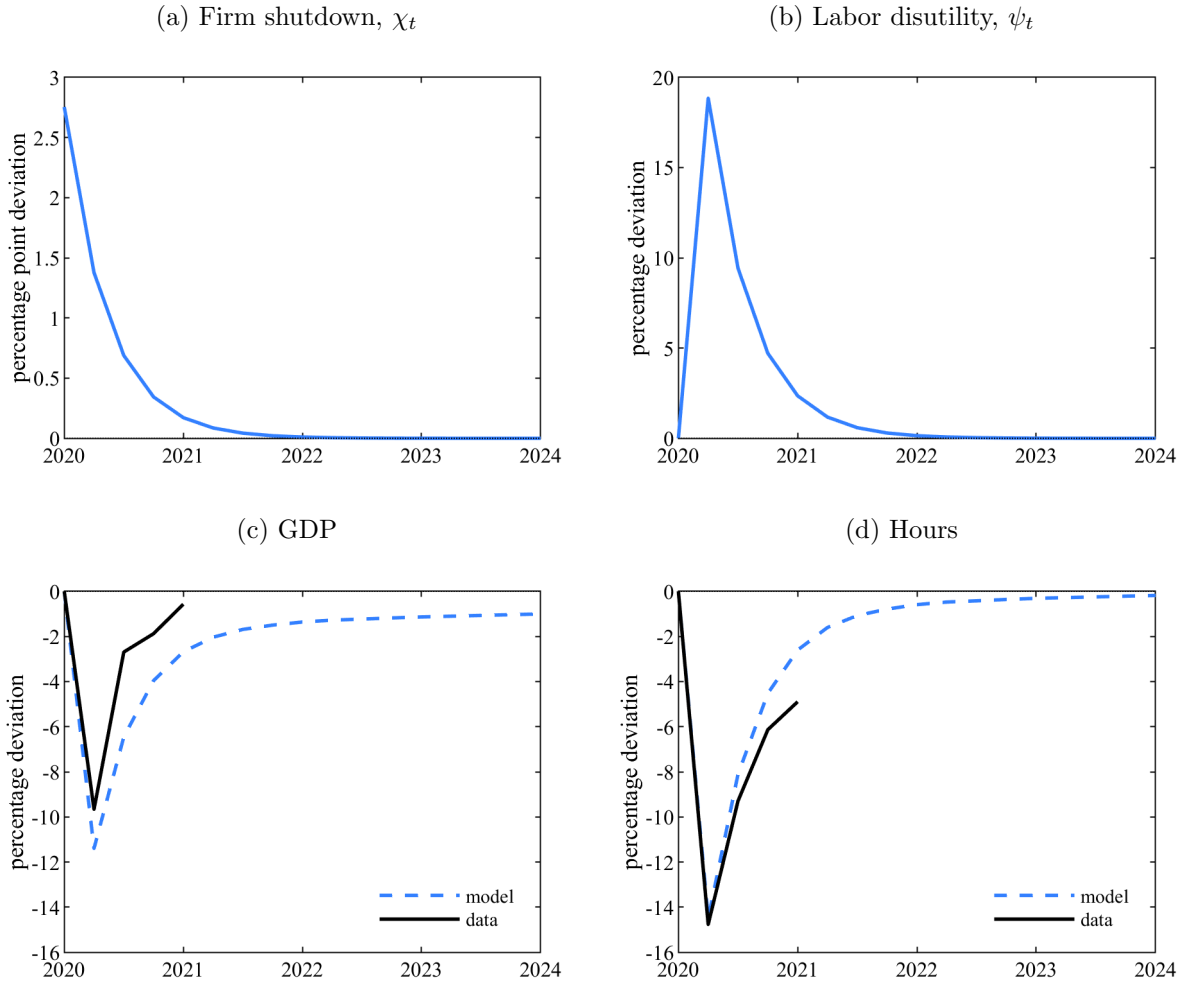 (a) Firm shutdown, χt
percentage point deviation
3
2.5
2
1.5
1
0.5
0
2020 2021 2022 2023 2024
(b) Labor disutility, ψt
percentage deviation
20
15
10
5
0
2020 2021 2022 2023 2024
(c) GDP
percentage deviation
0
-2
-4
-6
-8
-10
-12
-14
-16
model
data
2020 2021 2022 2023 2024
(d) Hours
percentage deviation
0
-2
-4
-6
-8
-10
-12
-14
-16
model
data
2020 2021 2022 2023 2024